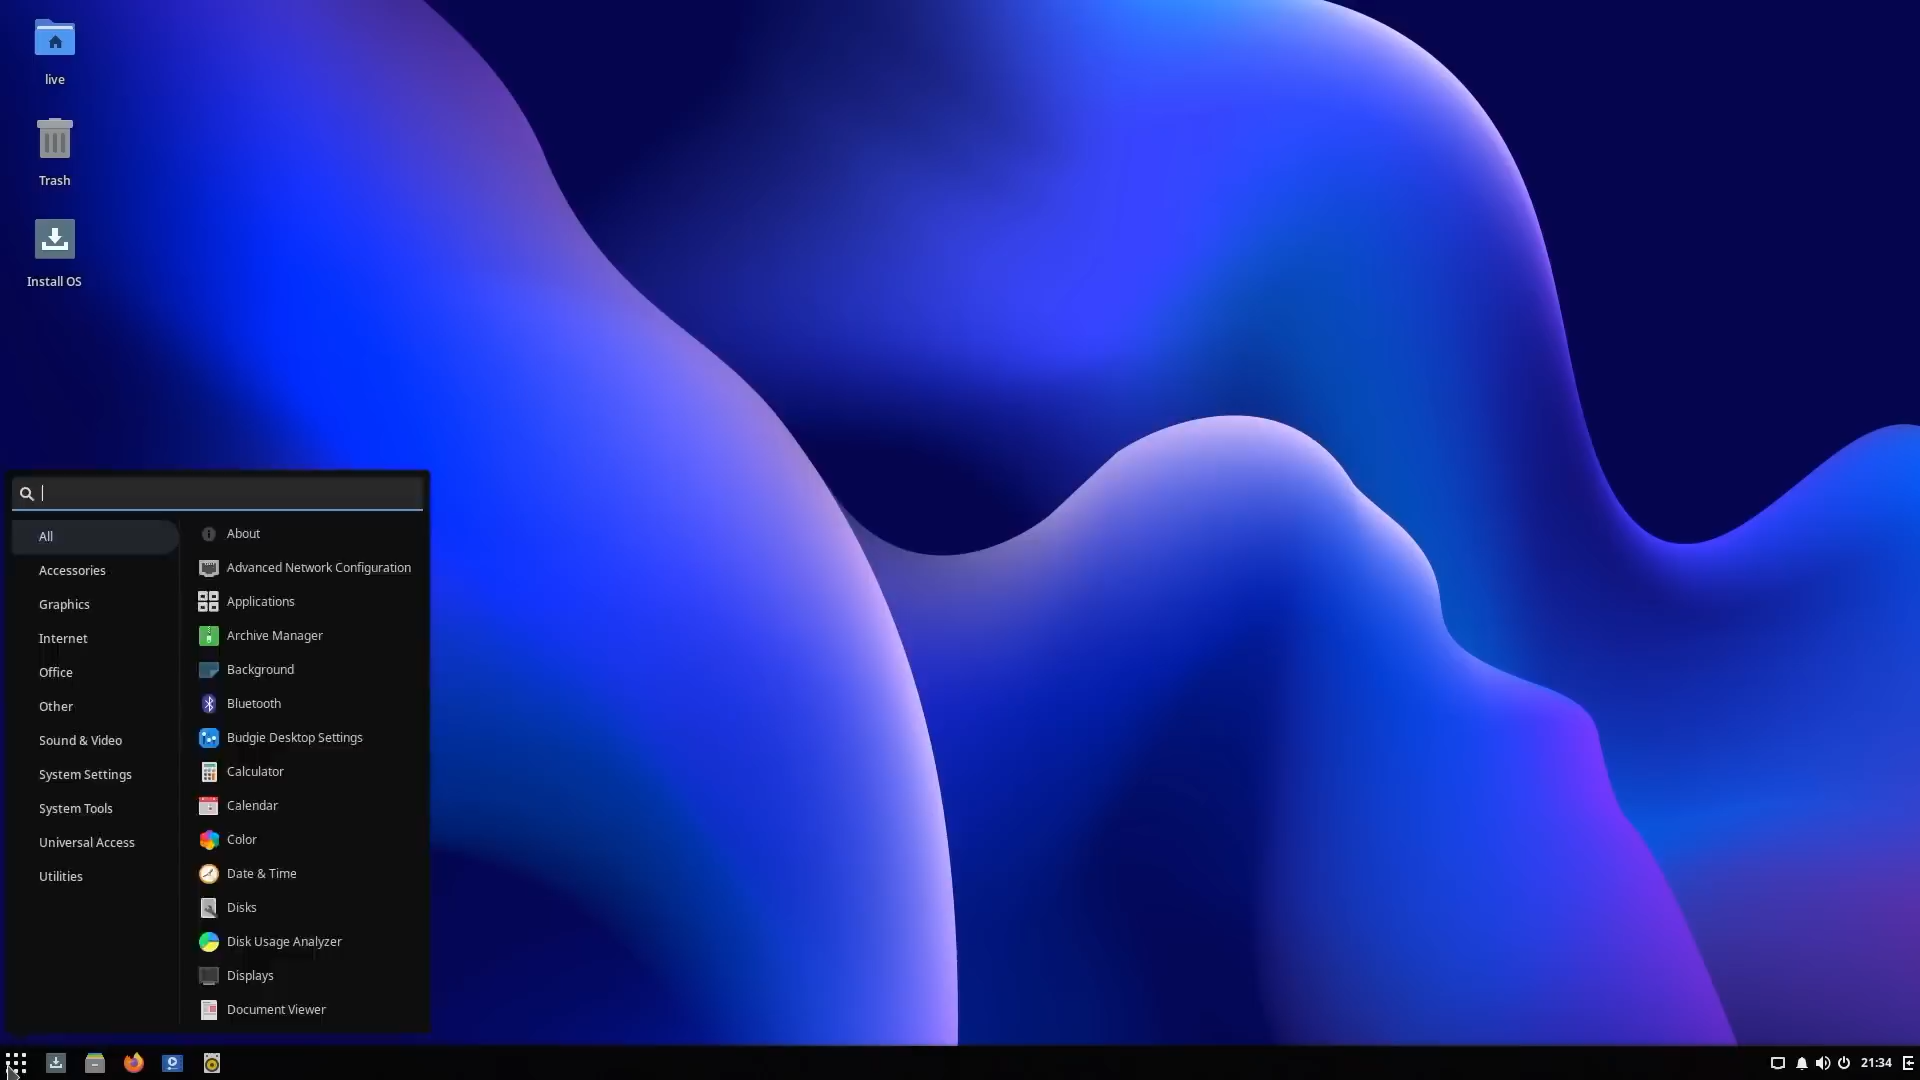 live
Trash
Install OS
All
Accessories
Graphics
Internet
Office
Other
Sound & Video
System Settings
System Tools
Universal Access
Utilities
About
Advanced Network Configuration
Applications
Archive Manager
Background
Bluetooth
Budgie Desktop Settings
Calculator
Calendar
Color
Date & Time
Disks
Disk Usage Analyzer
Displays
Document Viewer
21:34